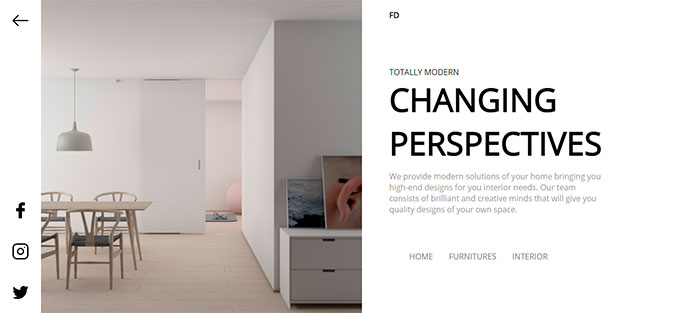 FD
TOTALLY MODERN
CHANGING
PERSPECTIVES
We provide modern solutions of your home bringing you
high-end designs for you interior needs. Our team
consists of brilliant and creative minds that will give you
quality designs of your own space.
HOME FURNITURES INTERIOR